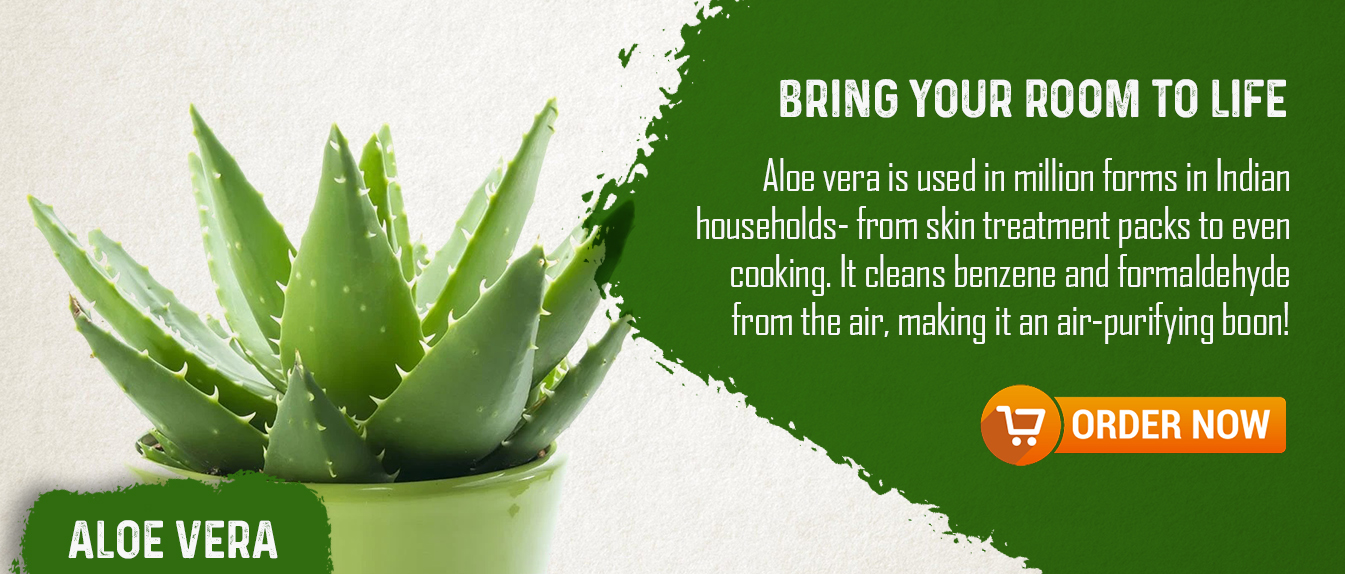 BRING YOUR ROOM TO LIFE
Aloe vera is used in million forms in Indian
households- from skin treatment packs to even
cooking. It cleans benzene and formaldehyde
from the air, making it an air-purifying boon!
ORDER NOW
ALOE VERA